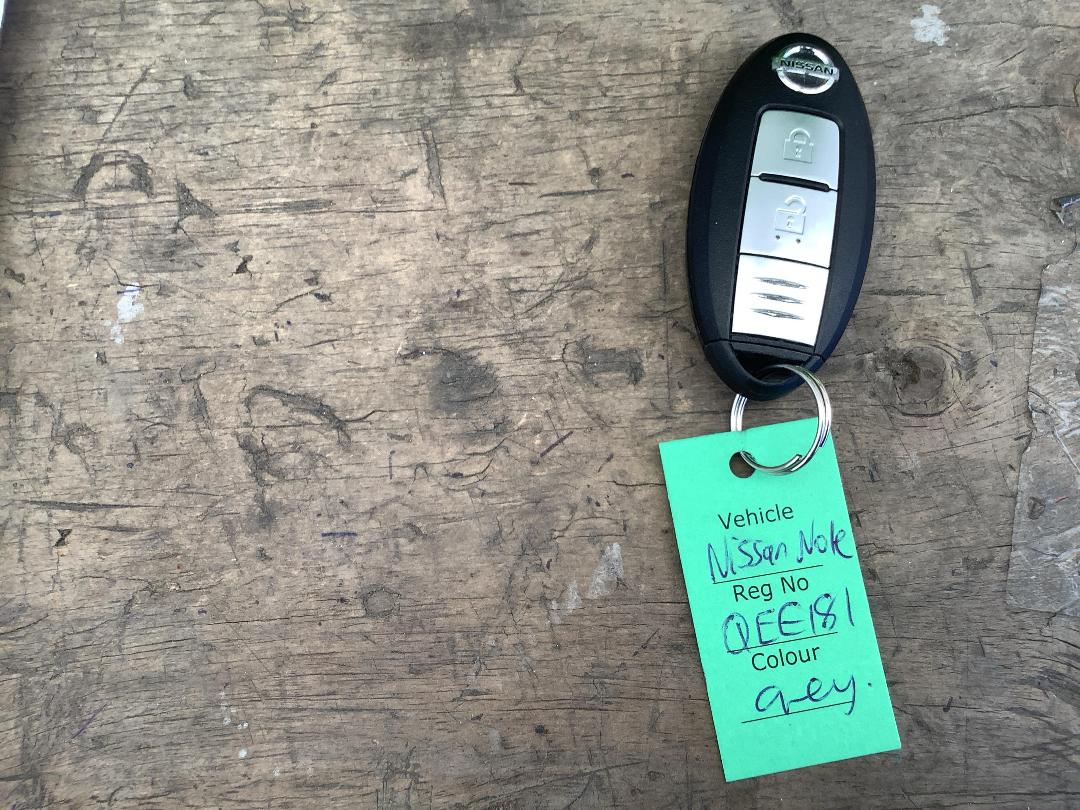 NISSAN
Vehicle
Nissan Note
Reg No
QEE181
Colour
grey.